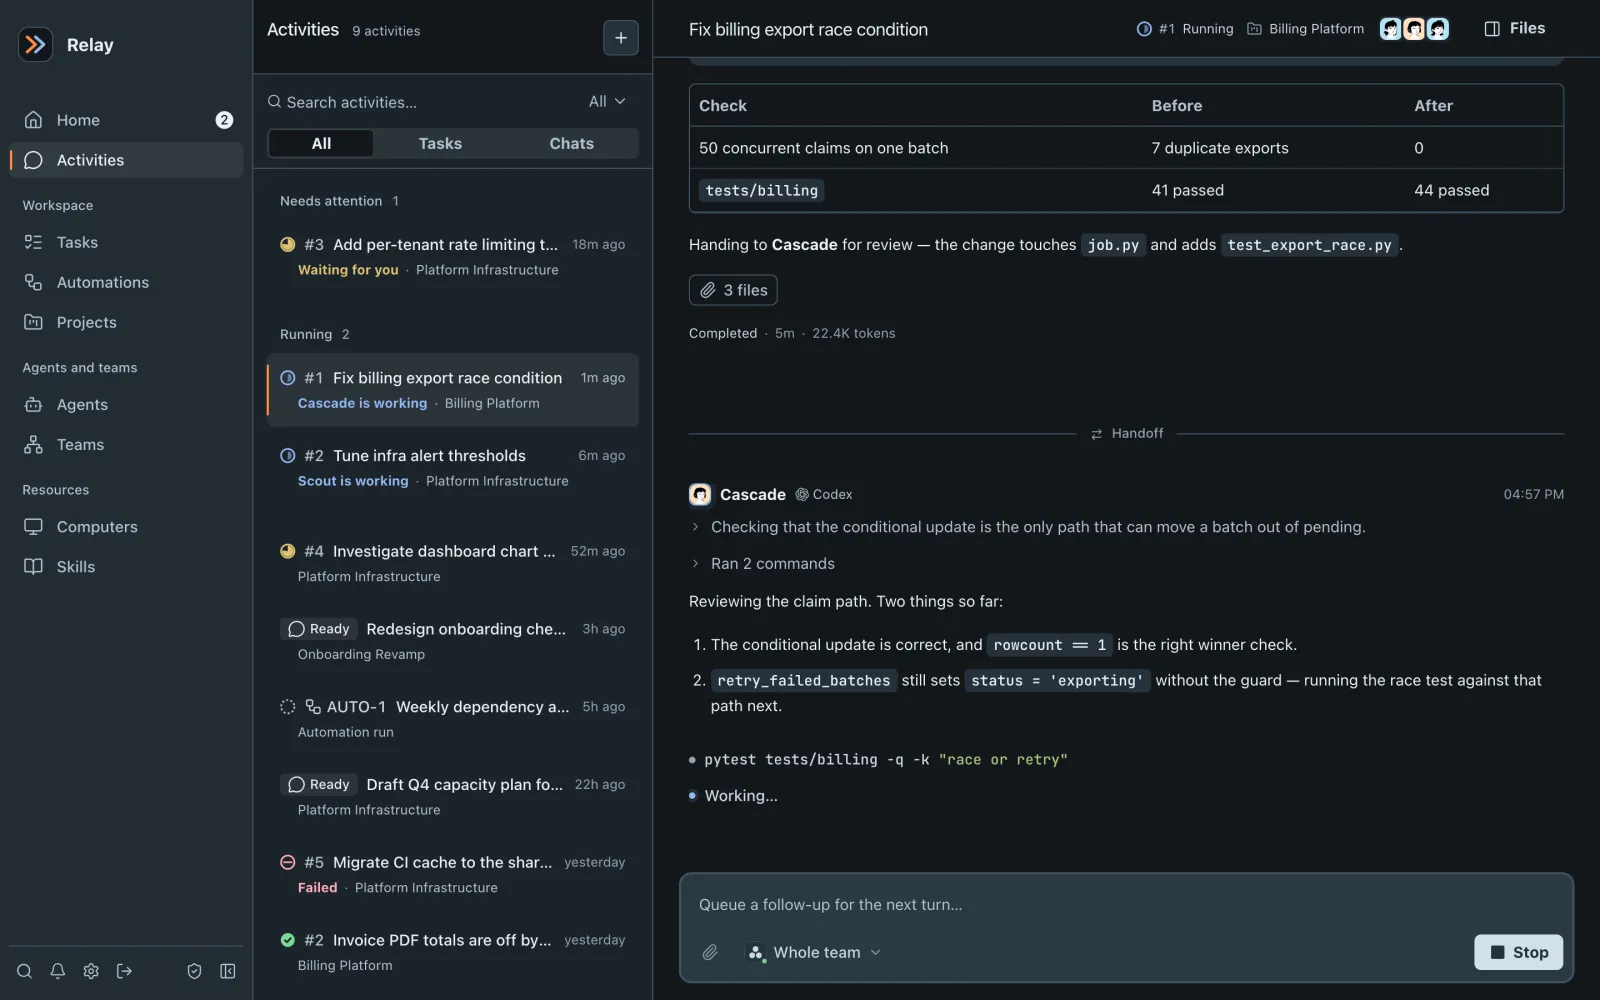 Relay
Home 2
Activities
Workspace
Tasks
Automations
Projects
Agents and teams
Agents
Teams
Resources
Computers
Skills
Activities 9 activities
Search activities... All
All Tasks Chats
Needs attention 1
#3 Add per-tenant rate limiting t... 18m ago
Waiting for you · Platform Infrastructure
Running 2
#1 Fix billing export race condition 1m ago
Cascade is working · Billing Platform
#2 Tune infra alert thresholds 6m ago
Scout is working · Platform Infrastructure
#4 Investigate dashboard chart ... 52m ago
Platform Infrastructure
Ready Redesign onboarding che... 3h ago
Onboarding Revamp
AUTO-1 Weekly dependency a... 5h ago
Automation run
Ready Draft Q4 capacity plan fo... 22h ago
Platform Infrastructure
#5 Migrate CI cache to the shar... yesterday
Failed · Platform Infrastructure
#2 Invoice PDF totals are off by... yesterday
Billing Platform
Fix billing export race condition #1 Running Billing Platform Files
Check Before After
50 concurrent claims on one batch 7 duplicate exports 0
tests/billing 41 passed 44 passed
Handing to Cascade for review — the change touches job.py and adds test_export_race.py.
3 files
Completed · 5m · 22.4K tokens
Handoff
Cascade Codex 04:57 PM
Checking that the conditional update is the only path that can move a batch out of pending.
Ran 2 commands
Reviewing the claim path. Two things so far:
1. The conditional update is correct, and rowcount == 1 is the right winner check.
2. retry_failed_batches still sets status = 'exporting' without the guard — running the race test against that
path next.
pytest tests/billing -q -k "race or retry"
Working...
Queue a follow-up for the next turn...
Whole team Stop